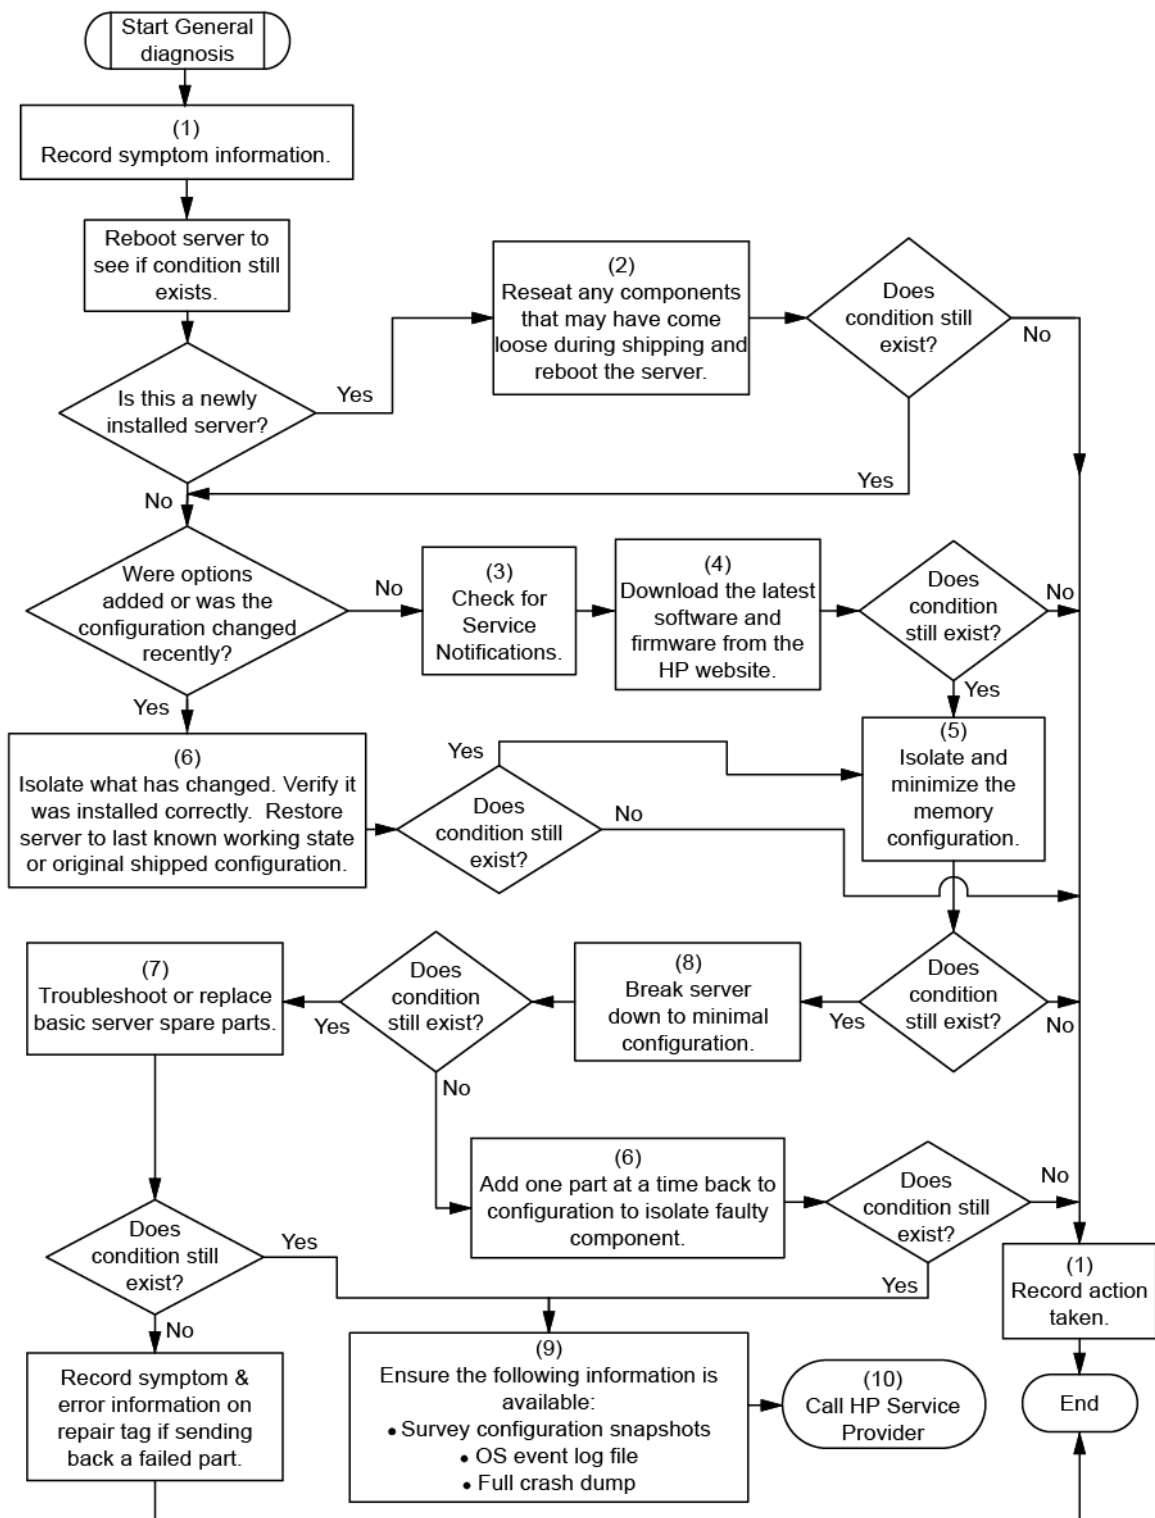 Start General
diagnosis
(1)
Record symptom information.
Reboot server to
see if condition still
exists.
(2)
Reseat any components
that may have come
loose during shipping and
reboot the server.
Does
condition still
exist?
No
Yes
Is this a newly
installed server?
Yes
No
Were options
added or was the
configuration changed
recently?
No
(3)
Check for
Service
Notifications.
(4)
Download the latest
software and
firmware from the
HP website.
Does
condition
still exist?
No
Yes
Yes
(6)
Isolate what has changed. Verify it
was installed correctly.  Restore
server to last known working state
or original shipped configuration.
Yes
Does
condition still
exist?
No
(5)
Isolate and
minimize the
memory
configuration.
(7)
Troubleshoot or replace
basic server spare parts.
Yes
Does
condition
still exist?
No
(8)
Break server
down to minimal
configuration.
Yes
Does
condition
still exist?
No
(6)
Add one part at a time back to
configuration to isolate faulty
component.
Does
condition still
exist?
No
Yes
Does
condition still
exist?
Yes
No
(1)
Record action
taken.
Record symptom &
error information on
repair tag if sending
back a failed part.
(9)
Ensure the following information is
available:
• Survey configuration snapshots
• OS event log file
• Full crash dump
(10)
Call HP Service
Provider
End